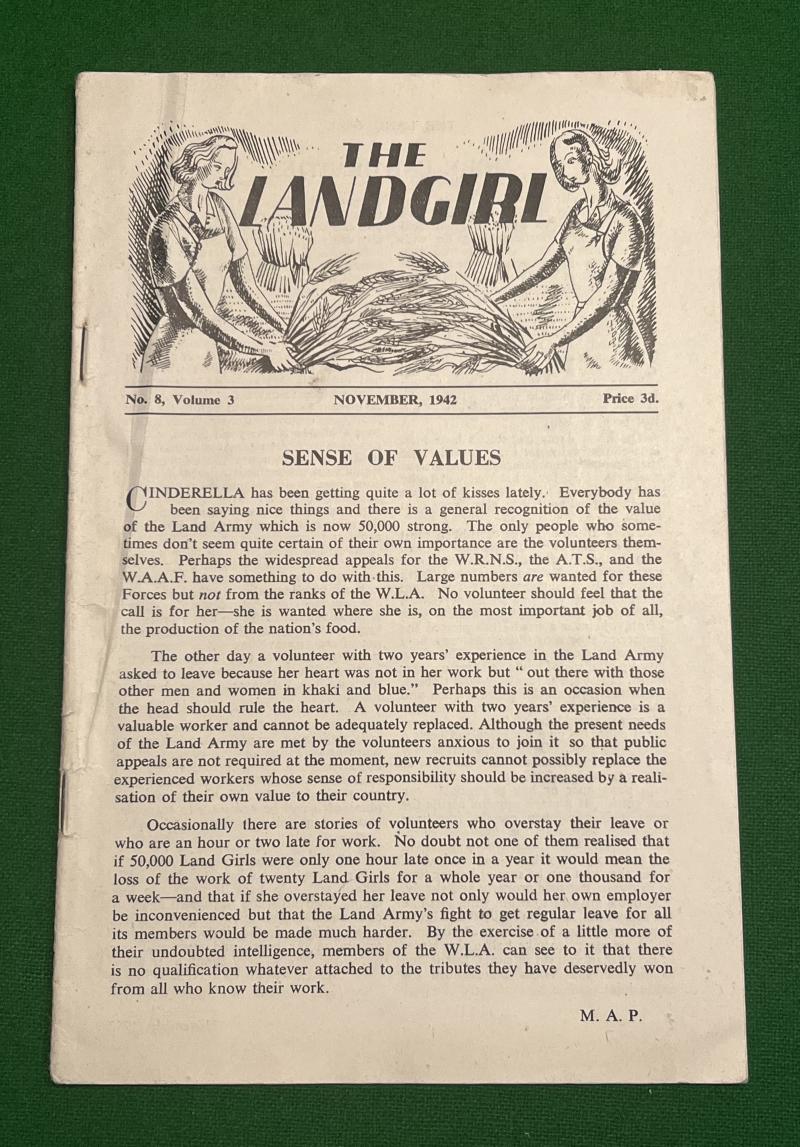 THE
LANDGIRL
No. 8, Volume 3 NOVEMBER, 1942 Price 3d.
SENSE OF VALUES
CINDERELLA has been getting quite a lot of kisses lately. Everybody has
been saying nice things and there is a general recognition of the value
of the Land Army which is now 50,000 strong. The only people who some-
times don't seem quite certain of their own importance are the volunteers them-
selves. Perhaps the widespread appeals for the W.R.N.S., the A.T.S., and the
W.A.A.F. have something to do with this. Large numbers are wanted for these
Forces but not from the ranks of the W.L.A. No volunteer should feel that the
call is for her—she is wanted where she is, on the most important job of all,
the production of the nation's food.
The other day a volunteer with two years' experience in the Land Army
asked to leave because her heart was not in her work but " out there with those
other men and women in khaki and blue." Perhaps this is an occasion when
the head should rule the heart. A volunteer with two years' experience is a
valuable worker and cannot be adequately replaced. Although the present needs
of the Land Army are met by the volunteers anxious to join it so that public
appeals are not required at the moment, new recruits cannot possibly replace the
experienced workers whose sense of responsibility should be increased by a reali-
sation of their own value to their country.
Occasionally there are stories of volunteers who overstay their leave or
who are an hour or two late for work. No doubt not one of them realised that
if 50,000 Land Girls were only one hour late once in a year it would mean the
loss of the work of twenty Land Girls for a whole year or one thousand for
a week—and that if she overstayed her leave not only would her own employer
be inconvenienced but that the Land Army's fight to get regular leave for all
its members would be made much harder. By the exercise of a little more of
their undoubted intelligence, members of the W.L.A. can see to it that there
is no qualification whatever attached to the tributes they have deservedly won
from all who know their work.
M. A. P.